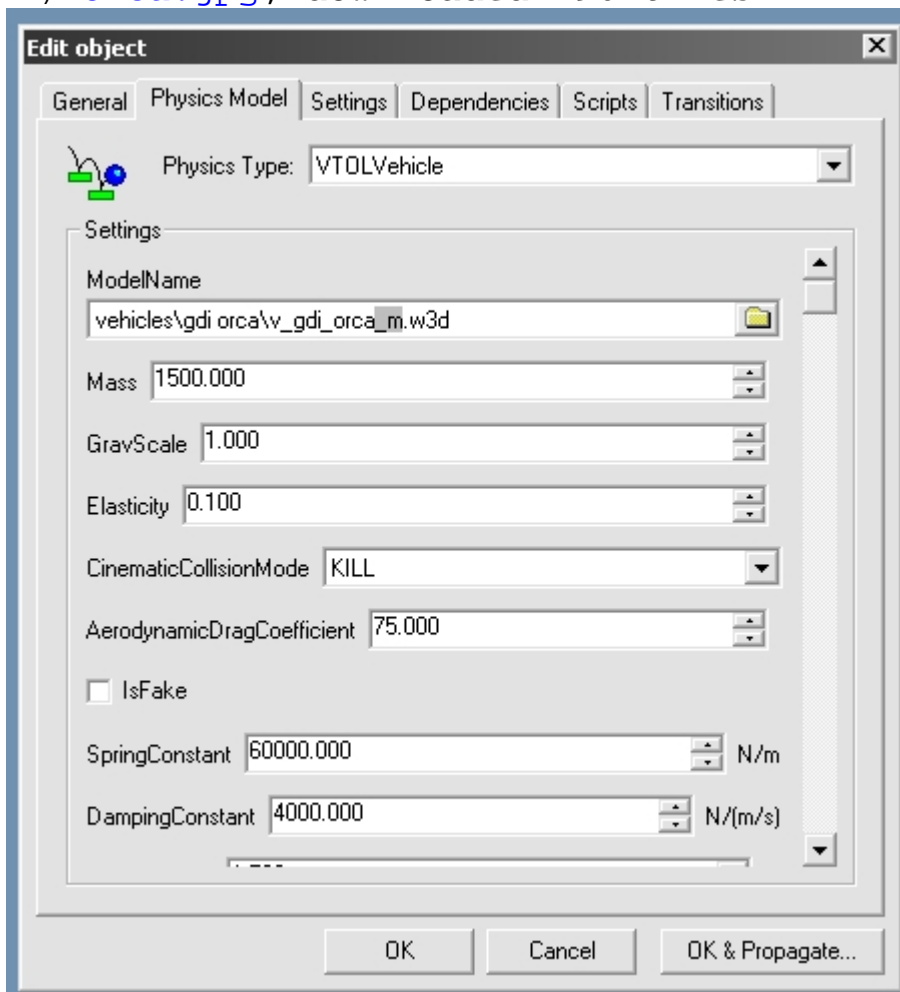 Edit object
General Physics Model Settings Dependencies Scripts Transitions
Physics Type: VTOLVehicle
Settings
ModelName
vehicles\gdi orca\v_gdi_orca_m.w3d
Mass 1500.000
GravScale 1.000
Elasticity 0.100
CinematicCollisionMode KILL
AerodynamicDragCoefficient 75.000
IsFake
SpringConstant 60000.000 N/m
DampingConstant 4000.000 N/(m/s)
OK Cancel OK & Propagate...